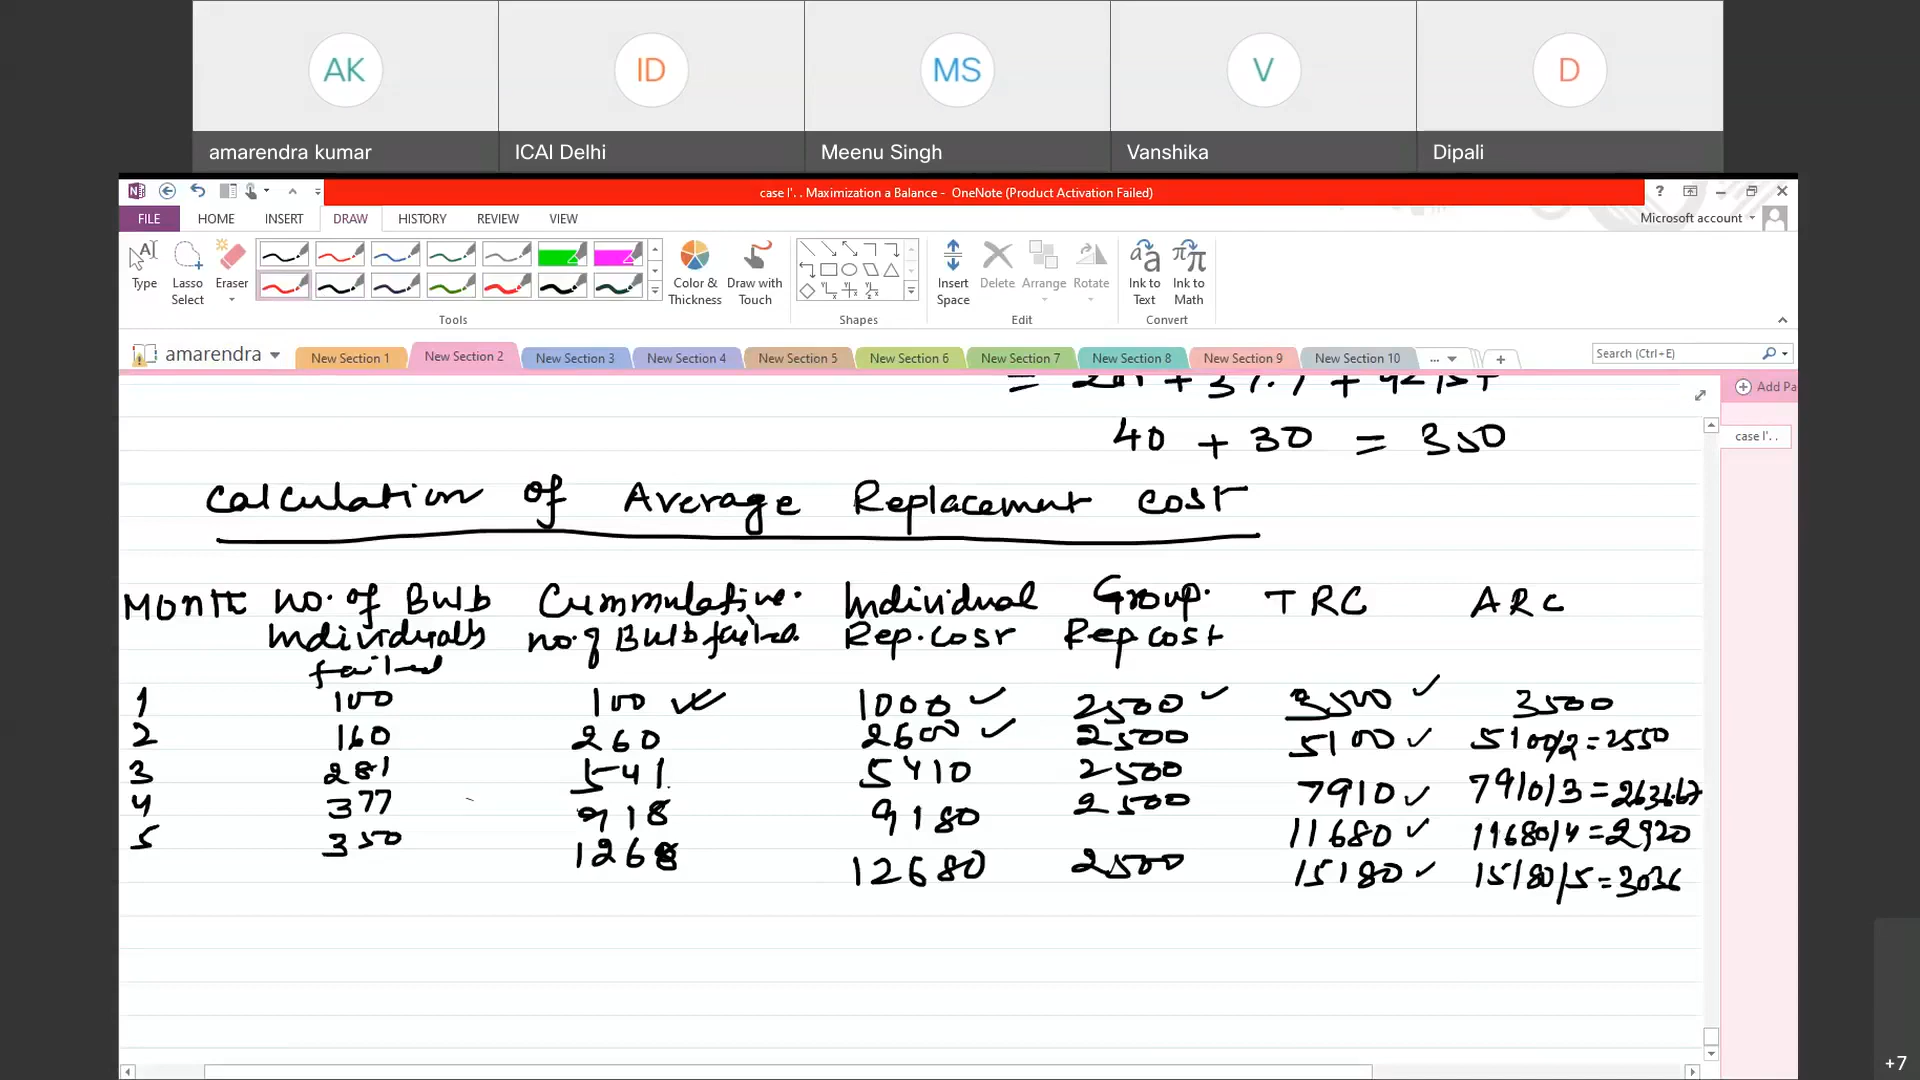 AK
ID
MS
V
D
amarendra kumar
ICAI Delhi
Meenu Singh
Vanshika
Dipali
case I'. . Maximization a Balance - OneNote (Product Activation Failed)
FILE HOME INSERT DRAW HISTORY REVIEW VIEW
Microsoft account
Type
Lasso Select
Eraser
Color & Thickness
Draw with Touch
Insert Space
Delete
Arrange
Rotate
Ink to Text
Ink to Math
Tools
Shapes
Edit
Convert
amarendra
New Section 1 New Section 2 New Section 3 New Section 4 New Section 5 New Section 6 New Section 7 New Section 8 New Section 9 New Section 10 ...
Search (Ctrl+E)
Add Pa
case I'. .
40 + 30 = 350
Calculation of Average Replacement cost
Month no. of Bulb Cummulative. Individual Group. TRC ARC
Individually no. of Bulb failed. Rep. cost Rep cost
failed
1 100 100 1000 2500 3500 3500
2 160 260 2600 2500 5100 5100/2 = 2550
3 281 541 5410 2500 7910 7910/3 = 2636.67
4 377 918 9180 2500 11680 11680/4 = 2920
5 350 1268 12680 2500 15180 15180/5 = 3036
+7